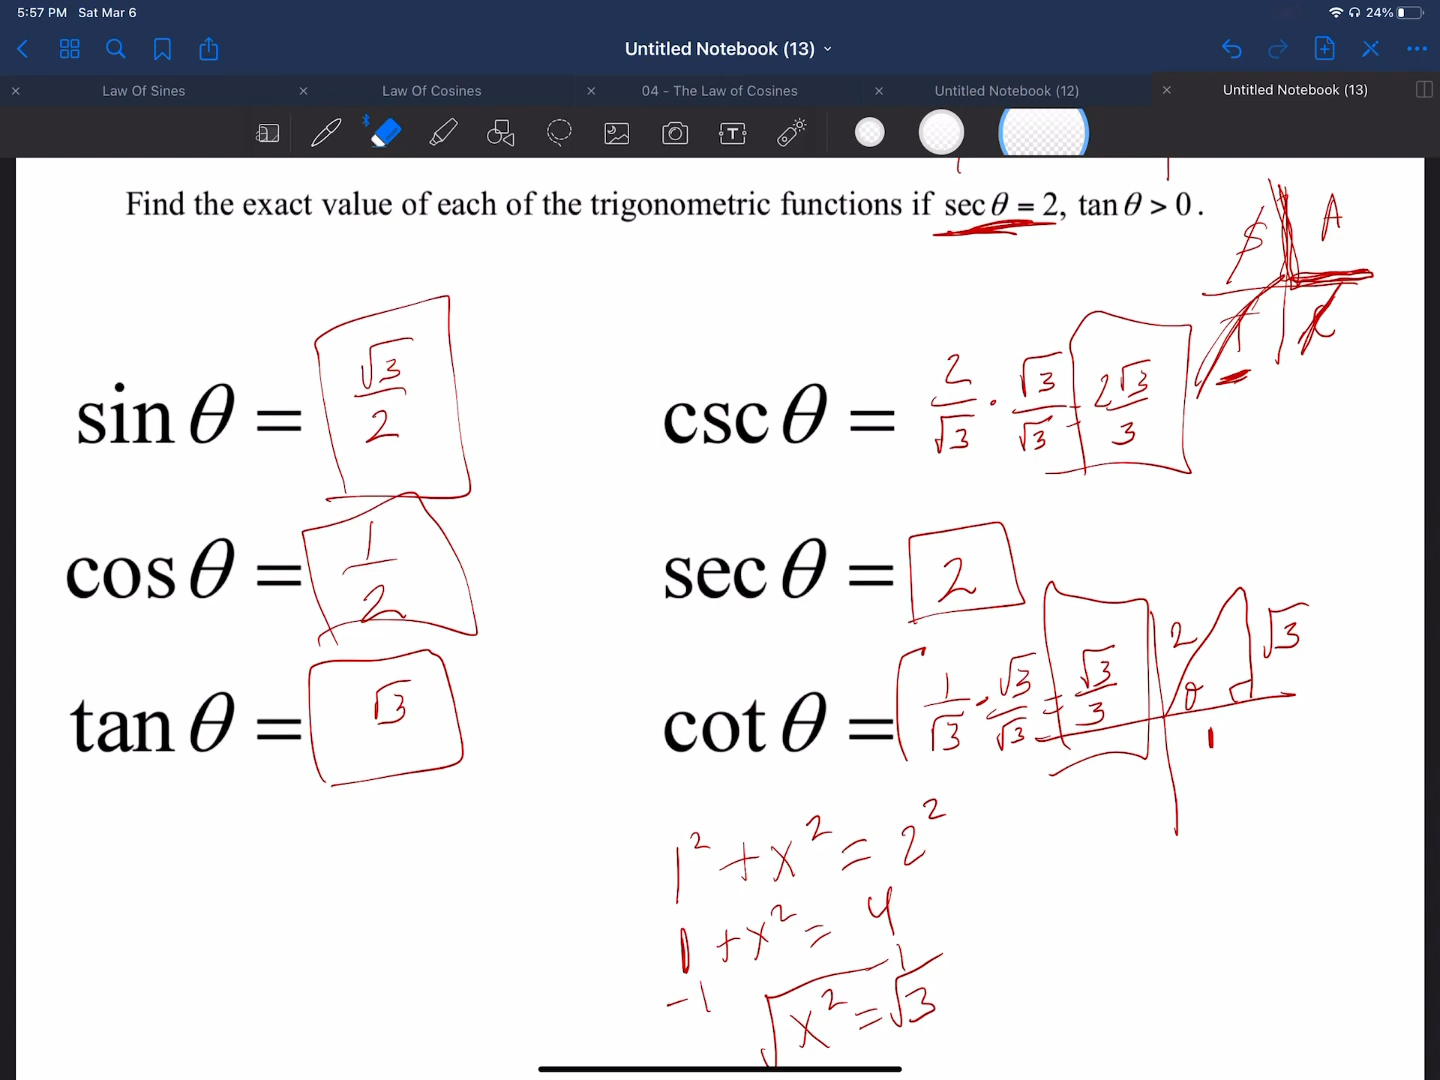 5:57 PM Sat Mar 6 24%
Untitled Notebook (13)
Law Of Sines Law Of Cosines 04 - The Law of Cosines Untitled Notebook (12) Untitled Notebook (13)
T
Find the exact value of each of the trigonometric functions if sec θ = 2, tan θ > 0.
S A
T C
sin θ = √3/2
csc θ = 2/√3 · √3/√3 = 2√3/3
cos θ = 1/2
sec θ = 2
tan θ = √3
cot θ = 1/√3 · √3/√3 = √3/3
2 √3
θ
1
1² + x² = 2²
1 + x² = 4
-1 -1
√x² = √3